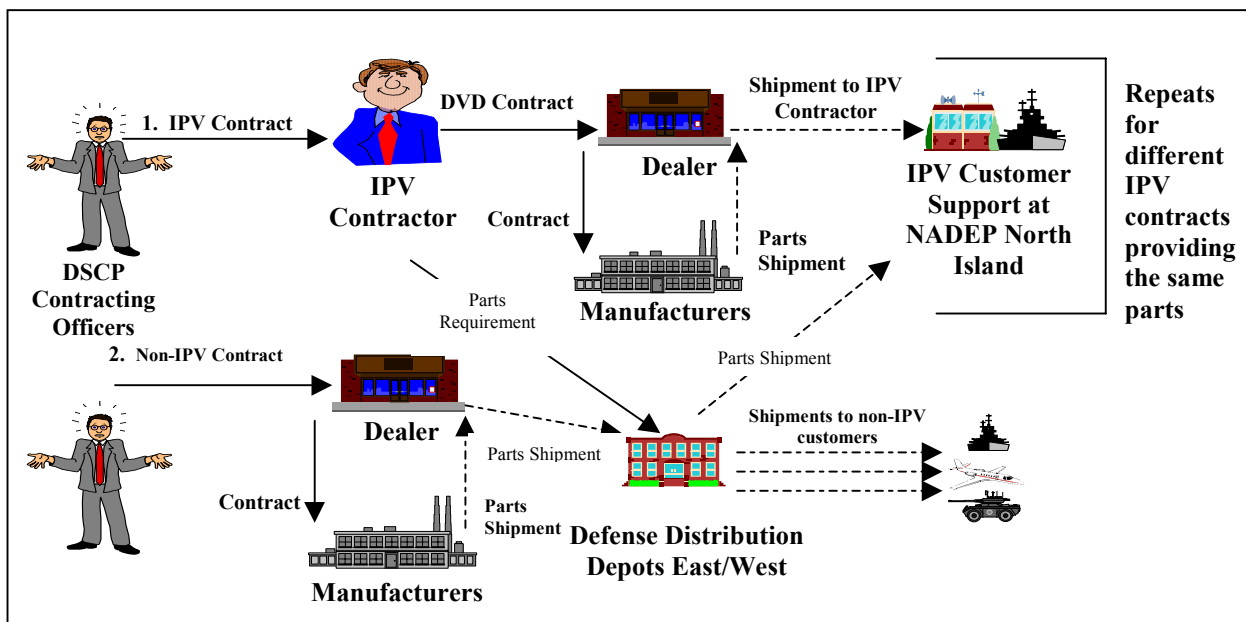 1. IPV Contract
DSCP
Contracting
Officers
IPV
Contractor
DVD Contract
Dealer
Contract
Manufacturers
Parts
Shipment
Shipment to IPV
Contractor
IPV Customer
Support at
NADEP North
Island
Repeats
for
different
IPV
contracts
providing
the same
parts
Parts
Requirement
Parts Shipment
2. Non-IPV Contract
Dealer
Contract
Manufacturers
Parts
Shipment
Parts Shipment
Defense Distribution
Depots East/West
Shipments to non-IPV
customers